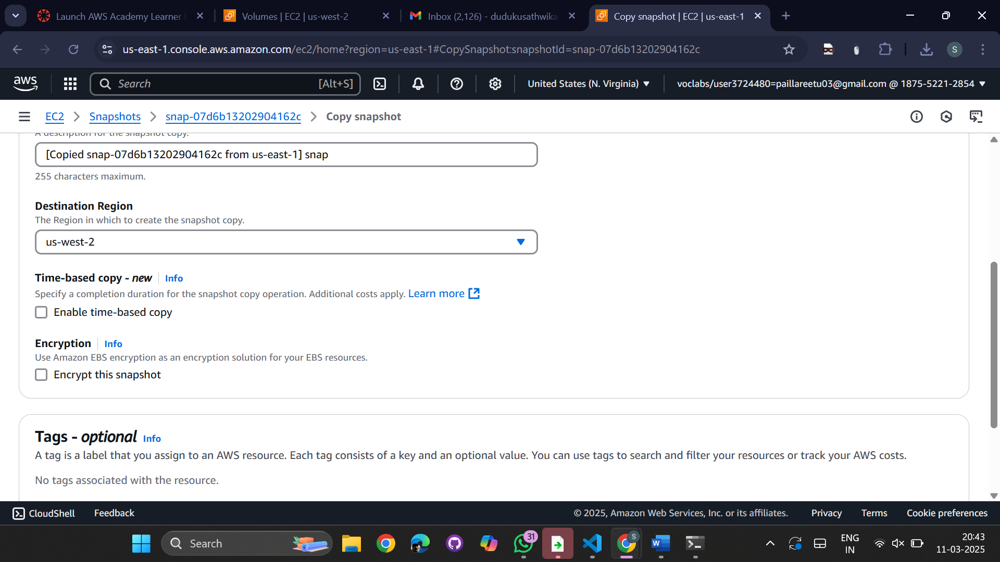 Launch AWS Academy Learner
Volumes | EC2 | us-west-2
Inbox (2,126) - dudukusathwika
Copy snapshot | EC2 | us-east-1
us-east-1.console.aws.amazon.com/ec2/home?region=us-east-1#CopySnapshot:snapshotId=snap-07d6b13202904162c
S
aws
Search
[Alt+S]
United States (N. Virginia)
voclabs/user3724480=paillareetu03@gmail.com @ 1875-5221-2854
EC2
Snapshots
snap-07d6b13202904162c
Copy snapshot
A description for the snapshot copy.
[Copied snap-07d6b13202904162c from us-east-1] snap
255 characters maximum.
Destination Region
The Region in which to create the snapshot copy.
us-west-2
Time-based copy - new
Info
Specify a completion duration for the snapshot copy operation. Additional costs apply. Learn more
Enable time-based copy
Encryption
Info
Use Amazon EBS encryption as an encryption solution for your EBS resources.
Encrypt this snapshot
Tags - optional
Info
A tag is a label that you assign to an AWS resource. Each tag consists of a key and an optional value. You can use tags to search and filter your resources or track your AWS costs.
No tags associated with the resource.
CloudShell
Feedback
© 2025, Amazon Web Services, Inc. or its affiliates.
Privacy
Terms
Cookie preferences
Search
31
S
W
ENG
IN
20:43
11-03-2025